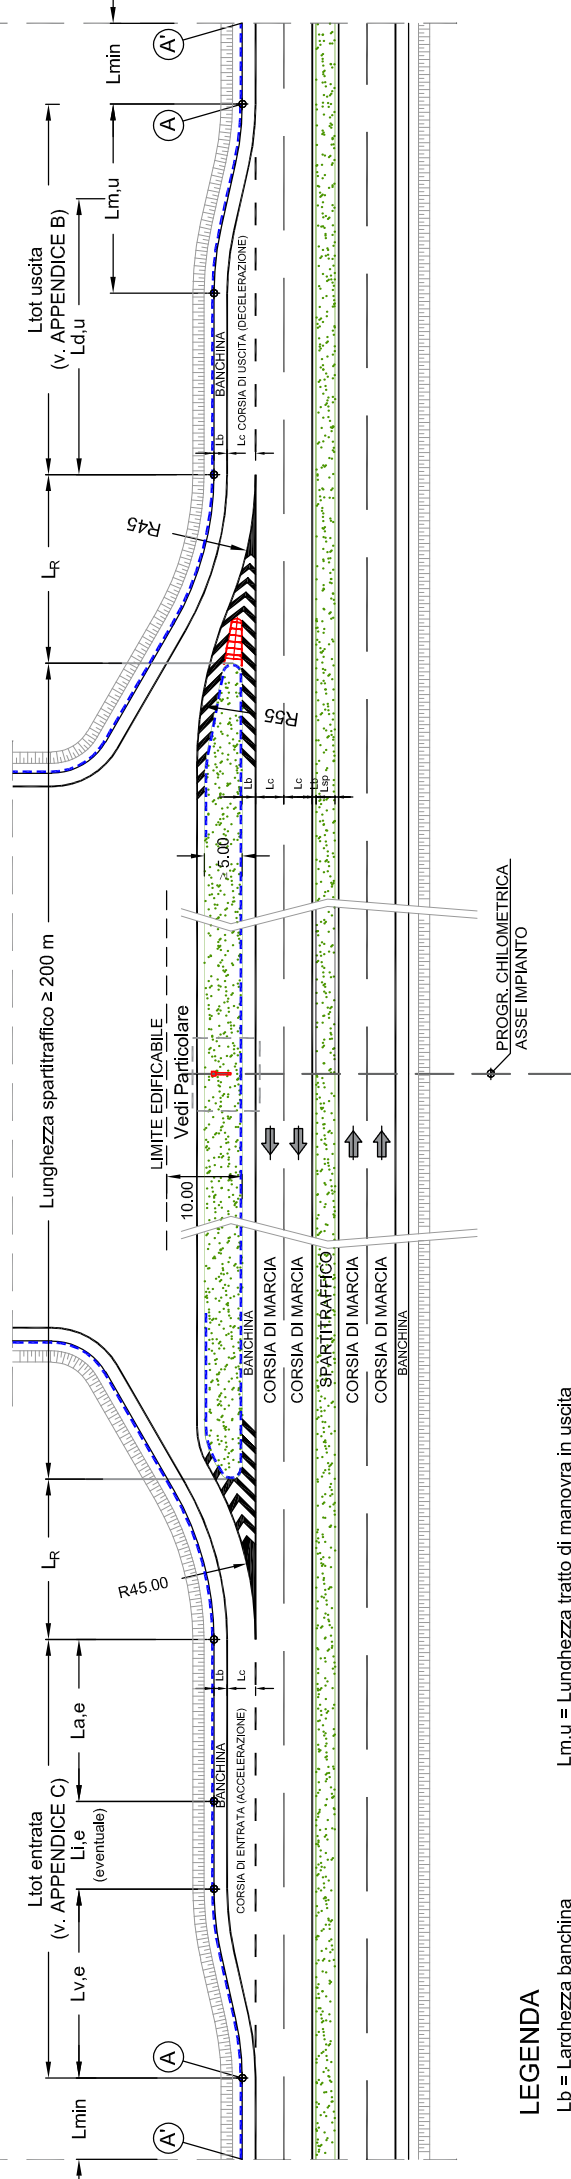 Lmin
A'
A
Ltot uscita
(v. APPENDICE B)
Ld,u
Lm,u
BANCHINA
CORSIA DI USCITA (DECELERAZIONE)
Lb
Lc
LR
R45
R55
Lb
Lc
Lc
Lb
Lsp
≥ 5.00
Lunghezza spartitraffico ≥ 200 m
LIMITE EDIFICABILE
Vedi Particolare
10.00
PROGR. CHILOMETRICA
ASSE IMPIANTO
BANCHINA
CORSIA DI MARCIA
CORSIA DI MARCIA
SPARTITRAFFICO
CORSIA DI MARCIA
CORSIA DI MARCIA
BANCHINA
LR
R45.00
Lb
Lc
La,e
BANCHINA
CORSIA DI ENTRATA (ACCELERAZIONE)
Ltot entrata
(v. APPENDICE C)
Li,e
(eventuale)
Lv,e
A
A'
Lmin
LEGENDA
Lb = Larghezza banchina
Lm,u = Lunghezza tratto di manovra in uscita